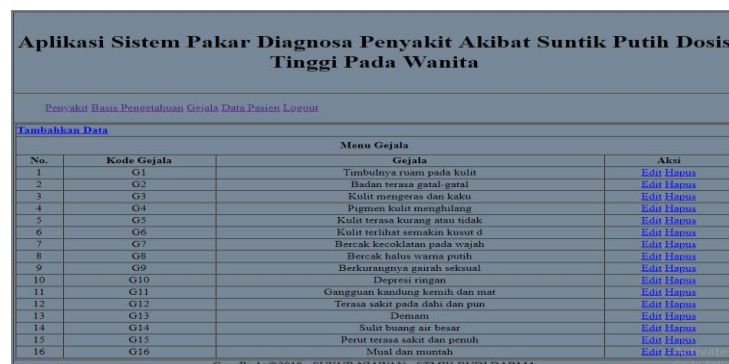 Aplikasi Sistem Pakar Diagnosa Penyakit Akibat Suntik Putih Dosis
Tinggi Pada Wanita
Penyakit Basis Pengetahuan Gejala Data Pasien Logout
Tambahkan Data
Menu Gejala
No. Kode Gejala Gejala Aksi
1 G1 Timbulnya ruam pada kulit Edit Hapus
2 G2 Badan terasa gatal-gatal Edit Hapus
3 G3 Kulit mengeras dan kaku Edit Hapus
4 G4 Pigmen kulit menghilang Edit Hapus
5 G5 Kulit terasa kurang atau tidak Edit Hapus
6 G6 Kulit terlihat semakin kusut d Edit Hapus
7 G7 Bercak kecoklatan pada wajah Edit Hapus
8 G8 Bercak halus warna putih Edit Hapus
9 G9 Berkurangnya gairah seksual Edit Hapus
10 G10 Depresi ringan Edit Hapus
11 G11 Gangguan kandung kemih dan mat Edit Hapus
12 G12 Terasa sakit pada dahi dan pun Edit Hapus
13 G13 Demam Edit Hapus
14 G14 Sulit buang air besar Edit Hapus
15 G15 Perut terasa sakit dan penuh Edit Hapus
16 G16 Mual dan muntah Edit Hapus